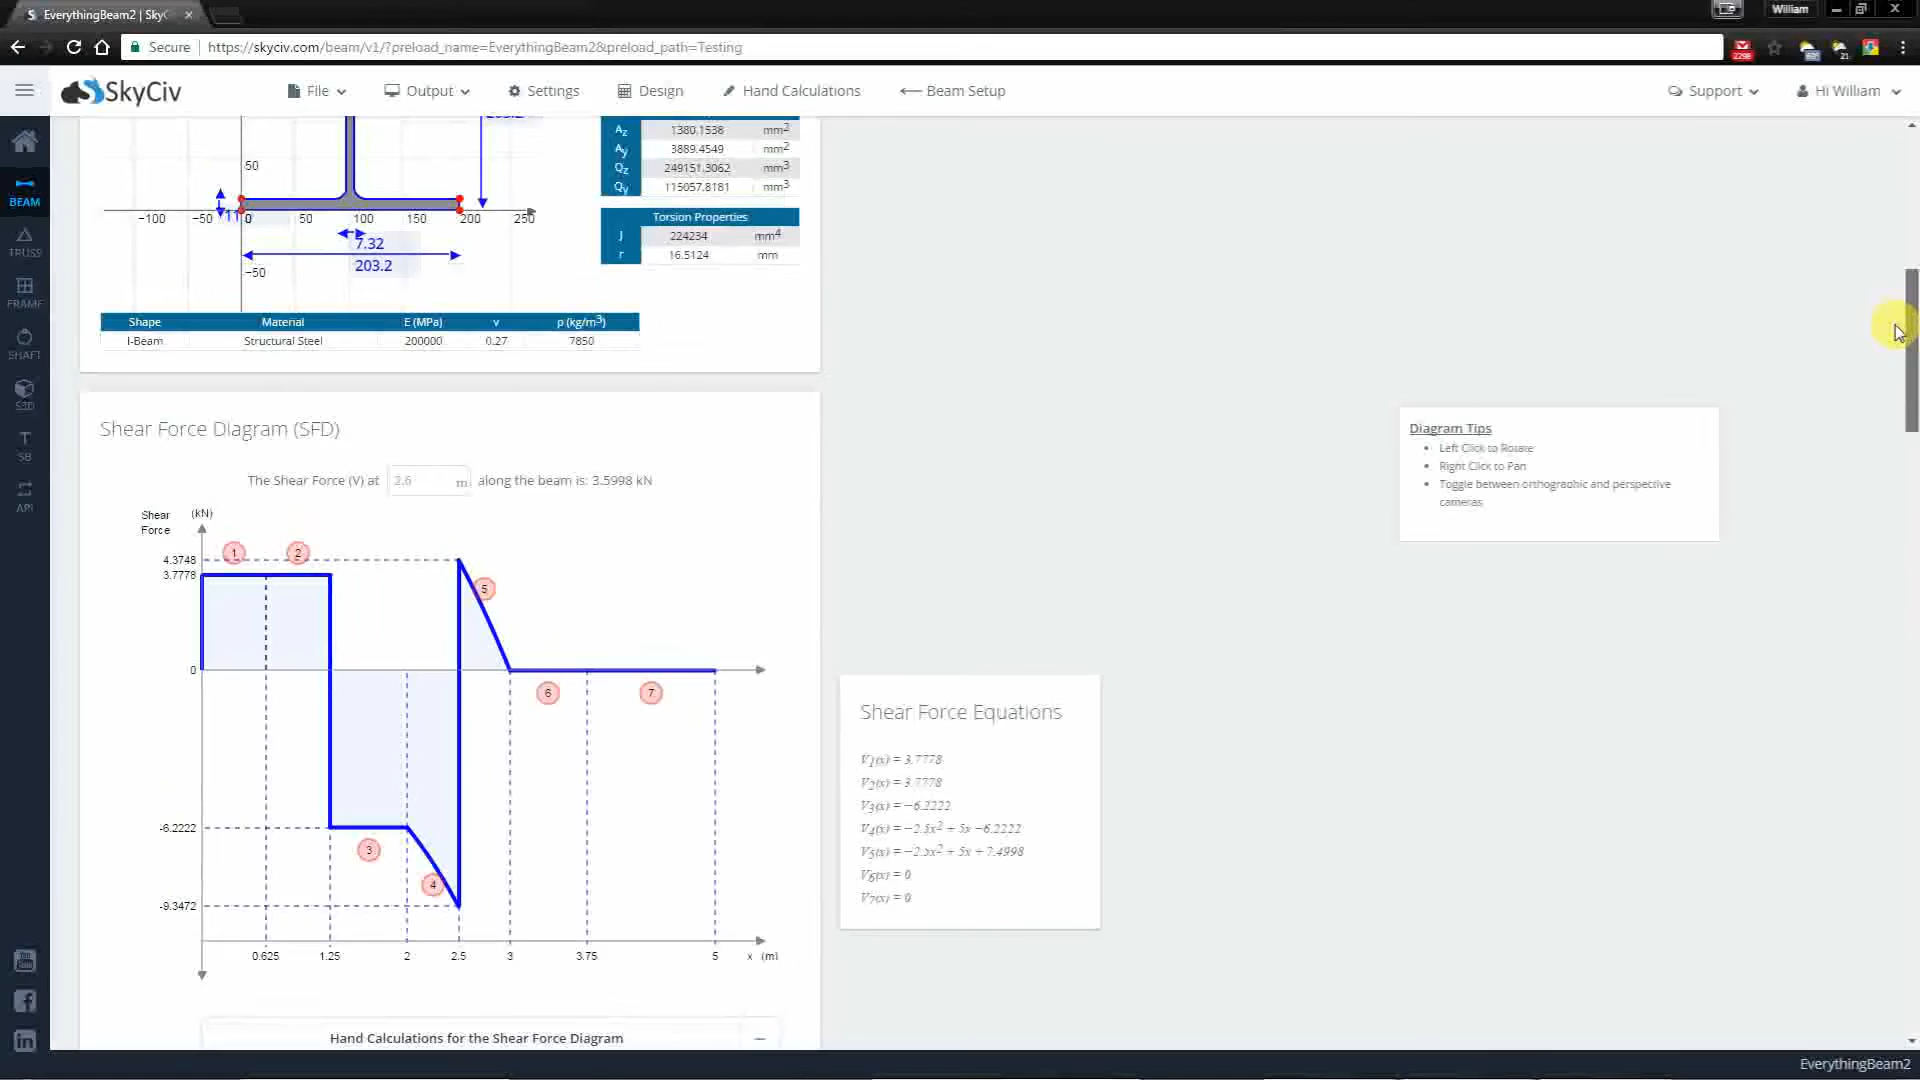 EverythingBeam2 | SkyC
William
Secure https://skyciv.com/beam/v1/?preload_name=EverythingBeam2&preload_path=Testing
2298
21
SkyCiv
File
Output
Settings
Design
Hand Calculations
Beam Setup
Support
Hi William
BEAM
TRUSS
FRAME
SHAFT
S3D
SB
API
50
−100 −50 0 50 100 150 200 250
11
7.32
203.2
−50
Az 1380.1538 mm2
Ay 3889.4549 mm2
Qz 249151.3062 mm3
Qy 115057.8181 mm3
Torsion Properties
J 224234 mm4
r 16.5124 mm
Shape Material E (MPa) v ρ (kg/m3)
I-Beam Structural Steel 200000 0.27 7850
Shear Force Diagram (SFD)
The Shear Force (V) at 2.6 m along the beam is: 3.5998 kN
Shear Force (kN)
4.3748
3.7778
0
-6.2222
-9.3472
1 2 3 4 5 6 7
0.625 1.25 2 2.5 3 3.75 5 x (m)
Hand Calculations for the Shear Force Diagram
Diagram Tips
Left Click to Rotate
Right Click to Pan
Toggle between orthographic and perspective
cameras
Shear Force Equations
V1(x) = 3.7778
V2(x) = 3.7778
V3(x) = −6.2222
V4(x) = −2.5x2 + 5x −6.2222
V5(x) = −2.5x2 + 5x + 7.4998
V6(x) = 0
V7(x) = 0
EverythingBeam2